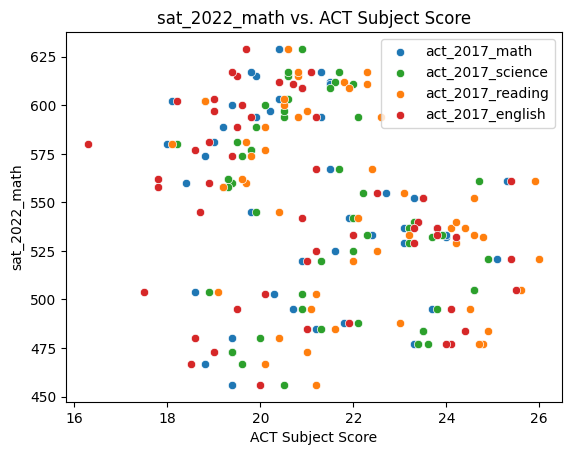 sat_2022_math vs. ACT Subject Score
act_2017_math
act_2017_science
act_2017_reading
act_2017_english
sat_2022_math
625
600
575
550
525
500
475
450
16 18 20 22 24 26
ACT Subject Score